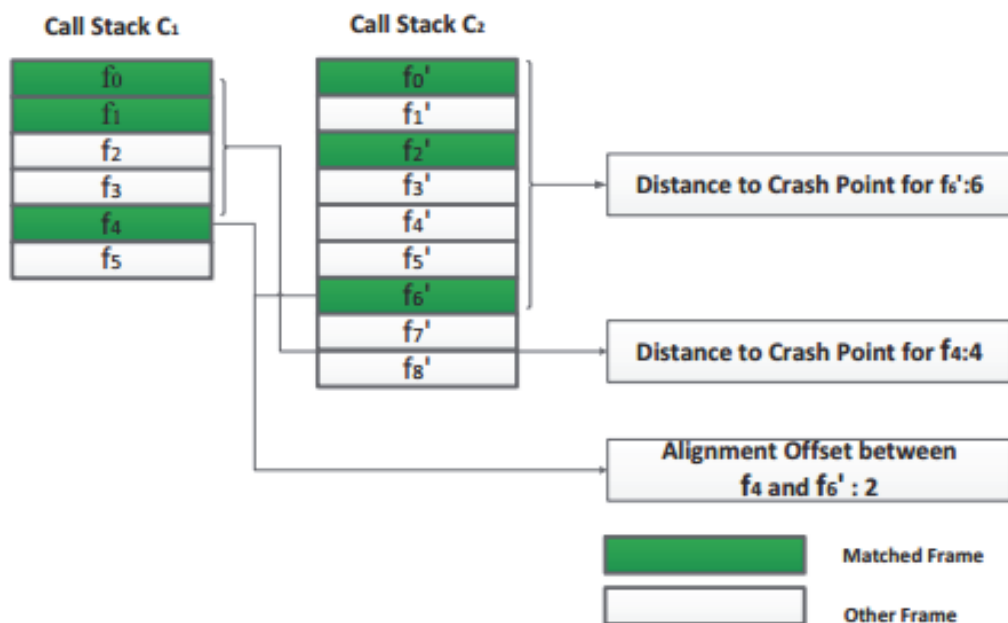 Call Stack C₁
f₀
f₁
f₂
f₃
f₄
f₅
Call Stack C₂
f₀'
f₁'
f₂'
f₃'
f₄'
f₅'
f₆'
f₇'
f₈'
Distance to Crash Point for f₆':6
Distance to Crash Point for f₄:4
Alignment Offset between
f₄ and f₆' : 2
Matched Frame
Other Frame